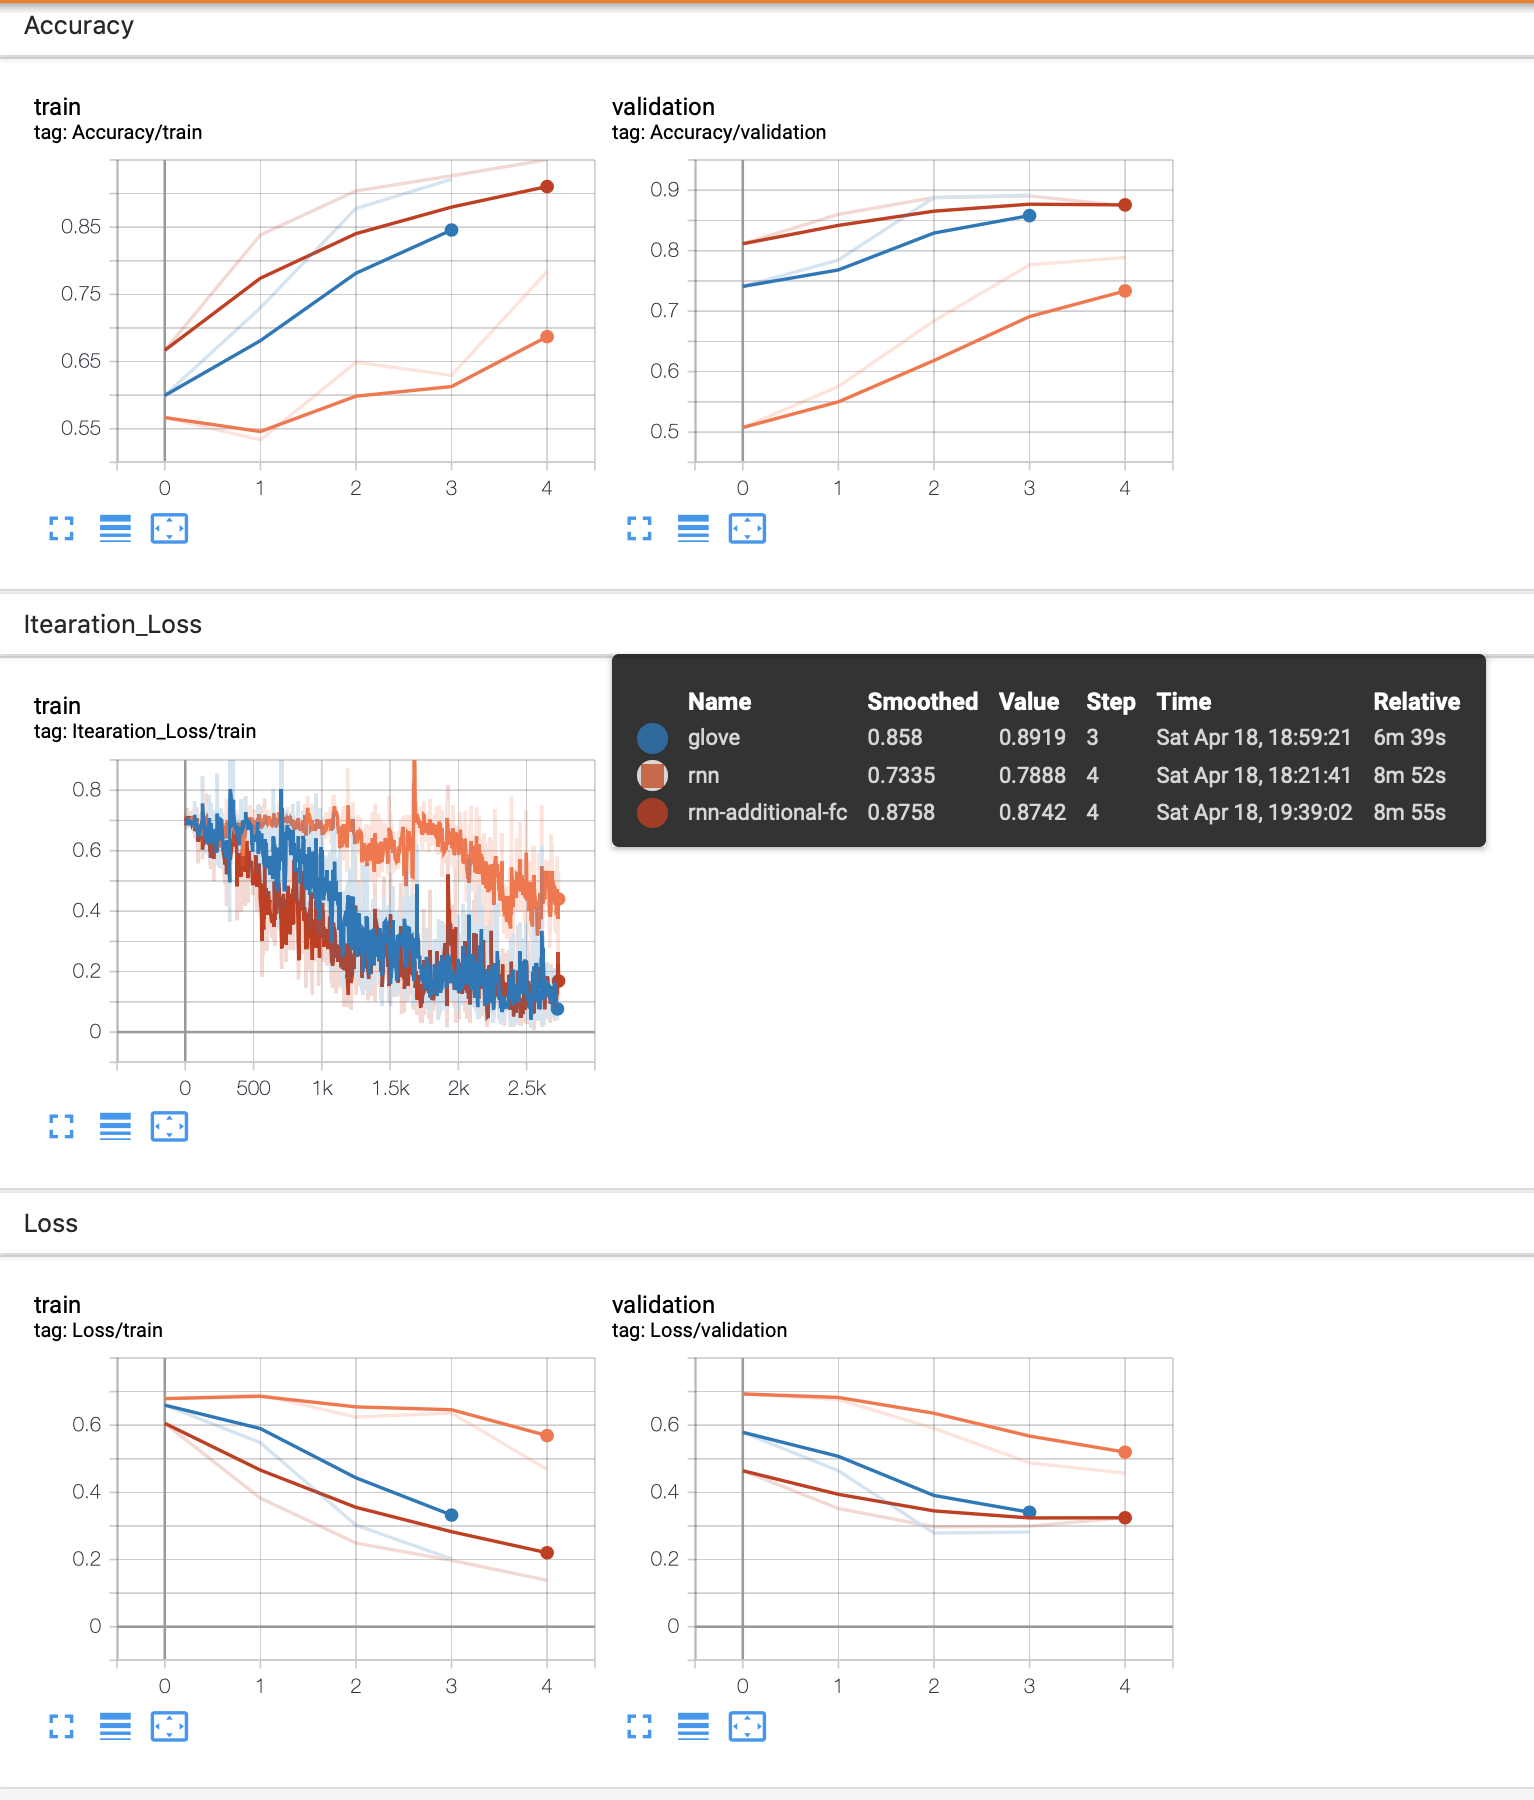 Accuracy
train
tag: Accuracy/train
0.85
0.75
0.65
0.55
0 1 2 3 4
validation
tag: Accuracy/validation
0.9
0.8
0.7
0.6
0.5
0 1 2 3 4
Itearation_Loss
train
tag: Itearation_Loss/train
0.8
0.6
0.4
0.2
0
0 500 1k 1.5k 2k 2.5k
Name Smoothed Value Step Time Relative
glove 0.858 0.8919 3 Sat Apr 18, 18:59:21 6m 39s
rnn 0.7335 0.7888 4 Sat Apr 18, 18:21:41 8m 52s
rnn-additional-fc 0.8758 0.8742 4 Sat Apr 18, 19:39:02 8m 55s
Loss
train
tag: Loss/train
0.6
0.4
0.2
0
0 1 2 3 4
validation
tag: Loss/validation
0.6
0.4
0.2
0
0 1 2 3 4